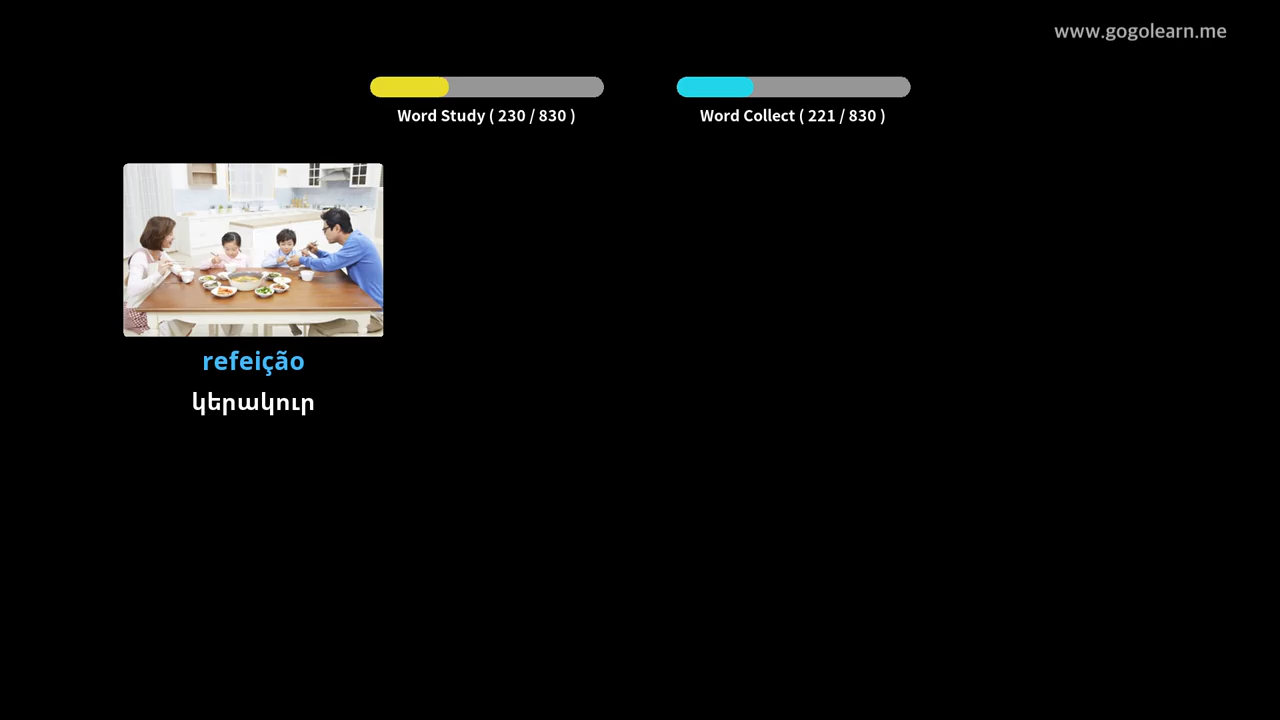 www.gogolearn.me
Word Study ( 230 / 830 )
Word Collect ( 221 / 830 )
refeição
կերակուր